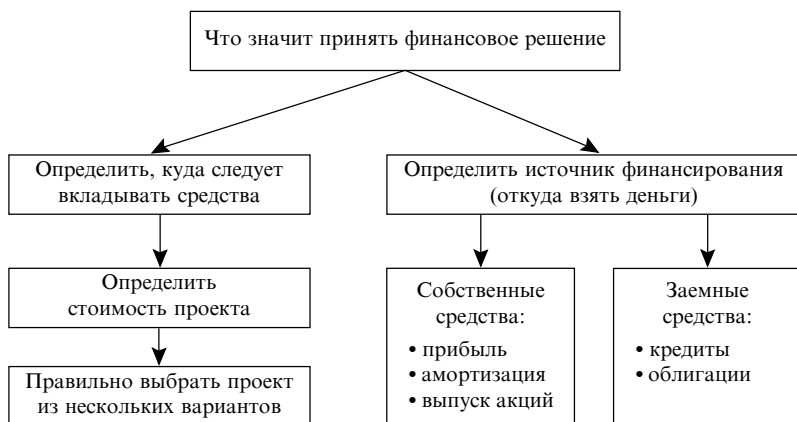 Что значит принять финансовое решение
Определить, куда следует
вкладывать средства
Определить
стоимость проекта
Правильно выбрать проект
из нескольких вариантов
Определить источник финансирования
(откуда взять деньги)
Собственные
средства:
• прибыль
• амортизация
• выпуск акций
Заемные
средства:
• кредиты
• облигации